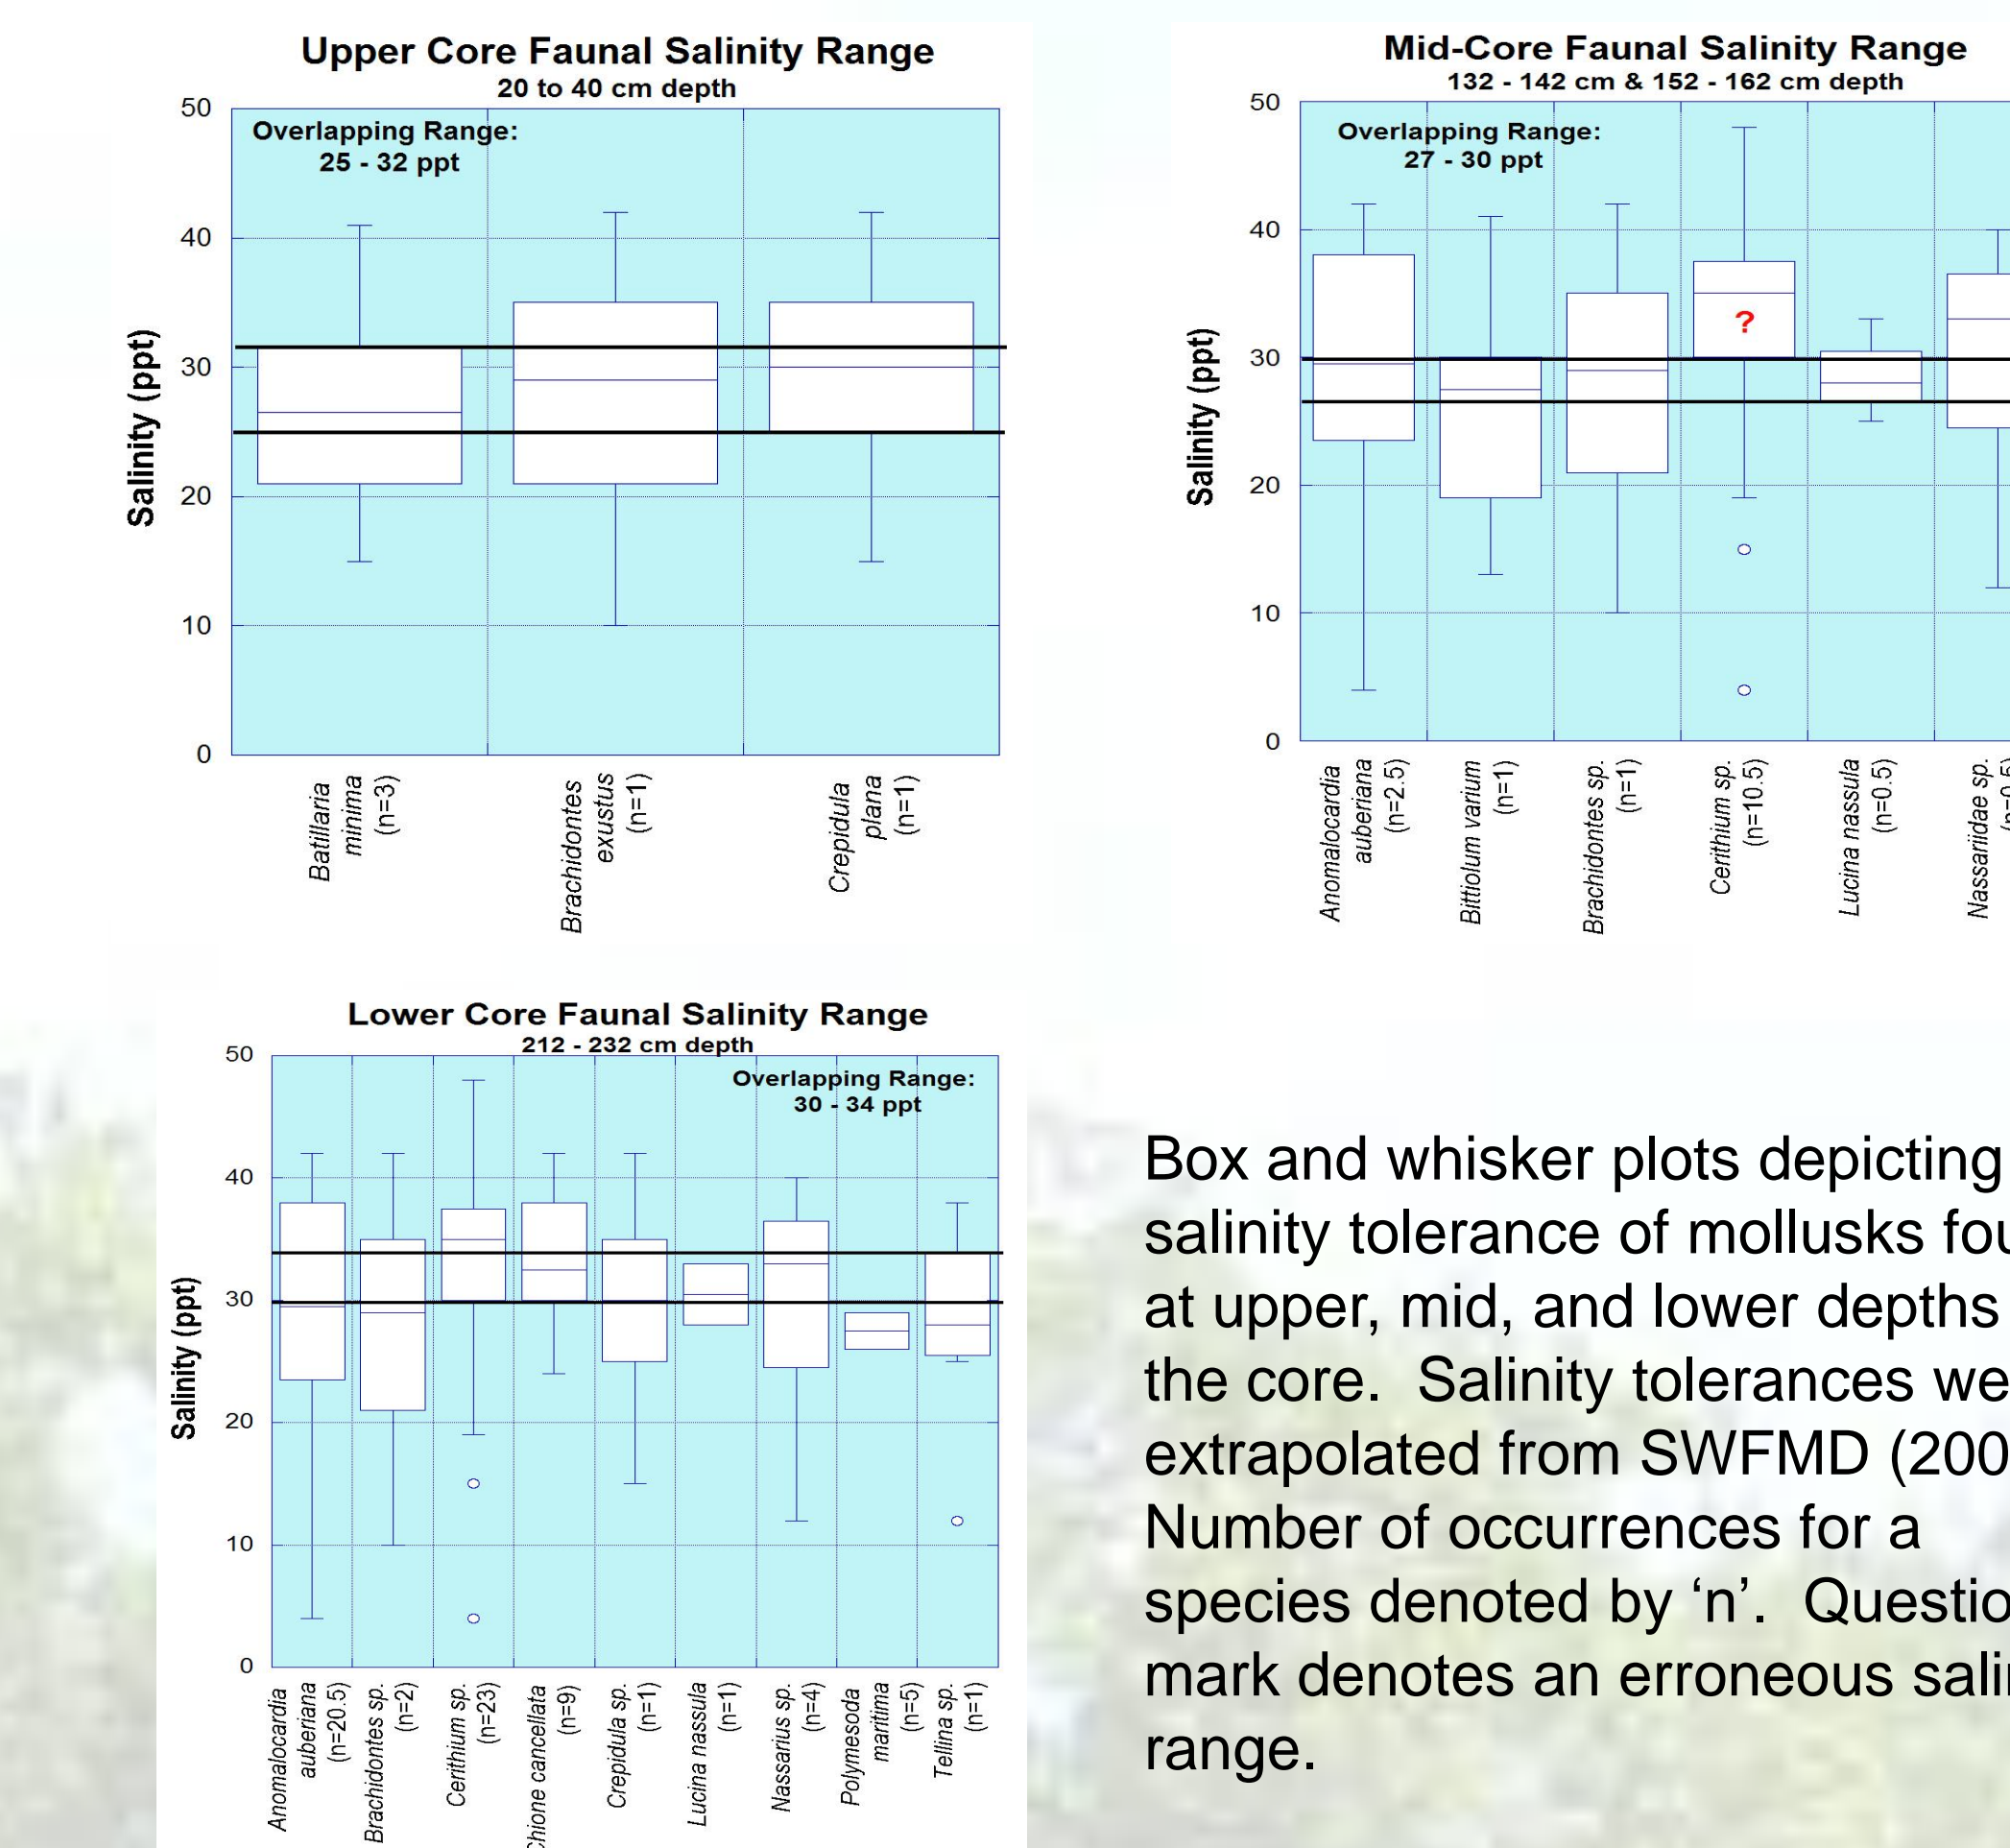 Upper Core Faunal Salinity Range
20 to 40 cm depth
Overlapping Range:
25 - 32 ppt
Salinity (ppt)
50
40
30
20
10
0
Batillaria
minima
(n=3)
Brachidontes
exustus
(n=1)
Crepidula
plana
(n=1)
Mid-Core Faunal Salinity Range
132 - 142 cm & 152 - 162 cm depth
Overlapping Range:
27 - 30 ppt
Salinity (ppt)
50
40
30
20
10
0
?
Anomalocardia
auberiana
(n=2.5)
Bittiolum varium
(n=1)
Brachidontes sp.
(n=1)
Cerithium sp.
(n=10.5)
Lucina nassula
(n=0.5)
Nassariidae sp.
Lower Core Faunal Salinity Range
212 - 232 cm depth
Overlapping Range:
30 - 34 ppt
Salinity (ppt)
50
40
30
20
10
0
Anomalocardia
auberiana
(n=20.5)
Brachidontes sp.
(n=2)
Cerithium sp.
(n=23)
cancellata
(n=9)
Crepidula sp.
(n=1)
Lucina nassula
(n=1)
Nassarius sp.
(n=4)
Polymesoda
maritima
(n=5)
Tellina sp.
(n=1)
Box and whisker plots depicting
salinity tolerance of mollusks fou
at upper, mid, and lower depths
the core. Salinity tolerances we
extrapolated from SWFMD (200
Number of occurrences for a
species denoted by ‘n’. Questio
mark denotes an erroneous salin
range.